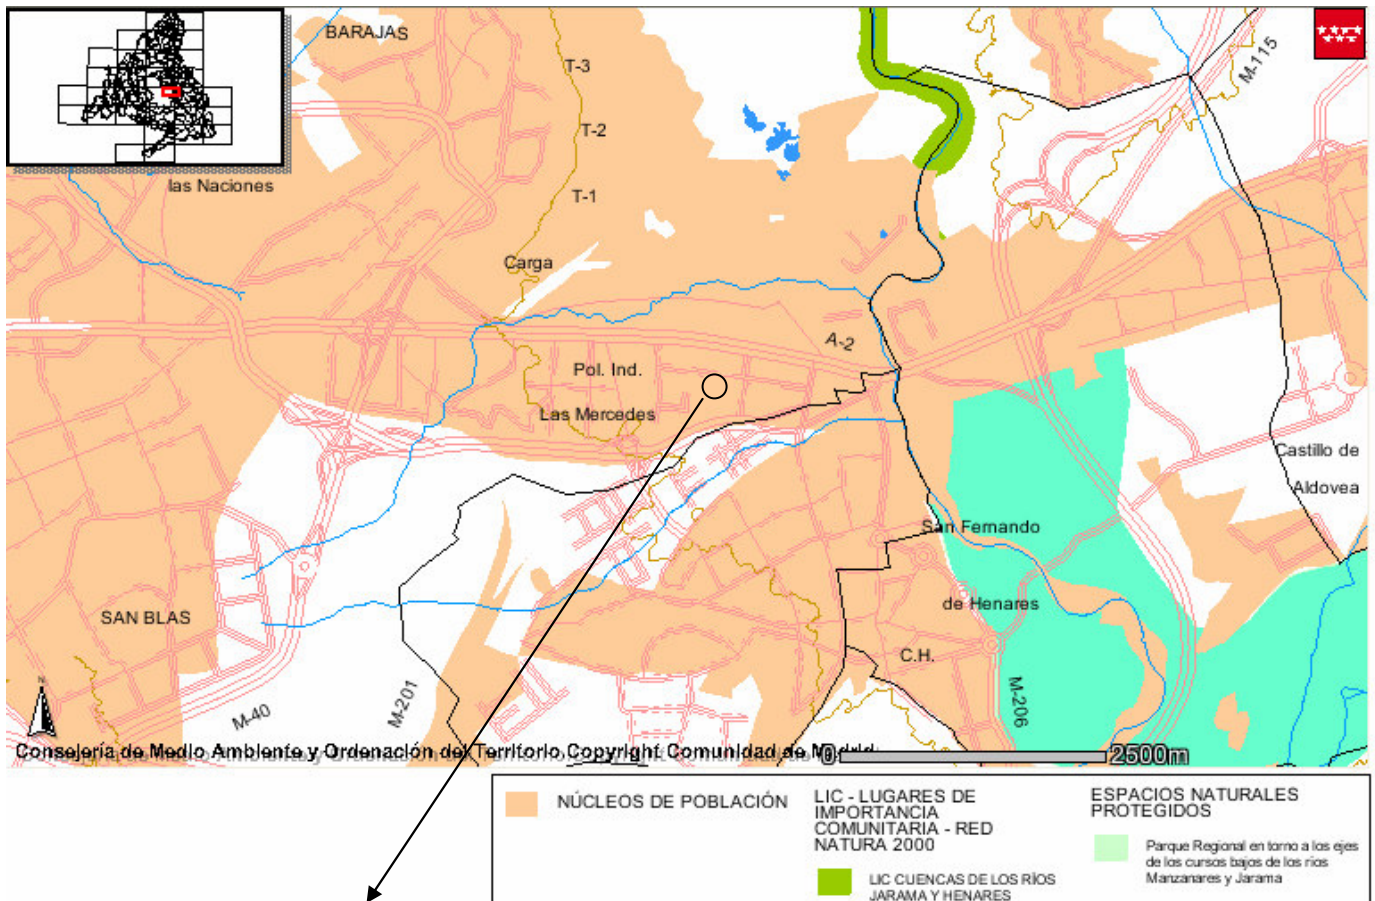 BARAJAS
T-3
M-115
T-2
las Naciones
T-1
Carga
A-2
Pol. Ind.
Las Mercedes
Castillo de
Aldovea
San Fernando
de Henares
SAN BLAS
C.H.
M-201
M-206
M-40
N
Consejería de Medio Ambiente y Ordenación del Territorio, Copyright Comunidad de Madrid
0 2500m
NÚCLEOS DE POBLACIÓN
LIC - LUGARES DE
IMPORTANCIA
COMUNITARIA - RED
NATURA 2000
LIC CUENCAS DE LOS RÍOS
JARAMA Y HENARES
ESPACIOS NATURALES
PROTEGIDOS
Parque Regional en torno a los ejes
de los cursos bajos de los rios
Manzanares y Jarama